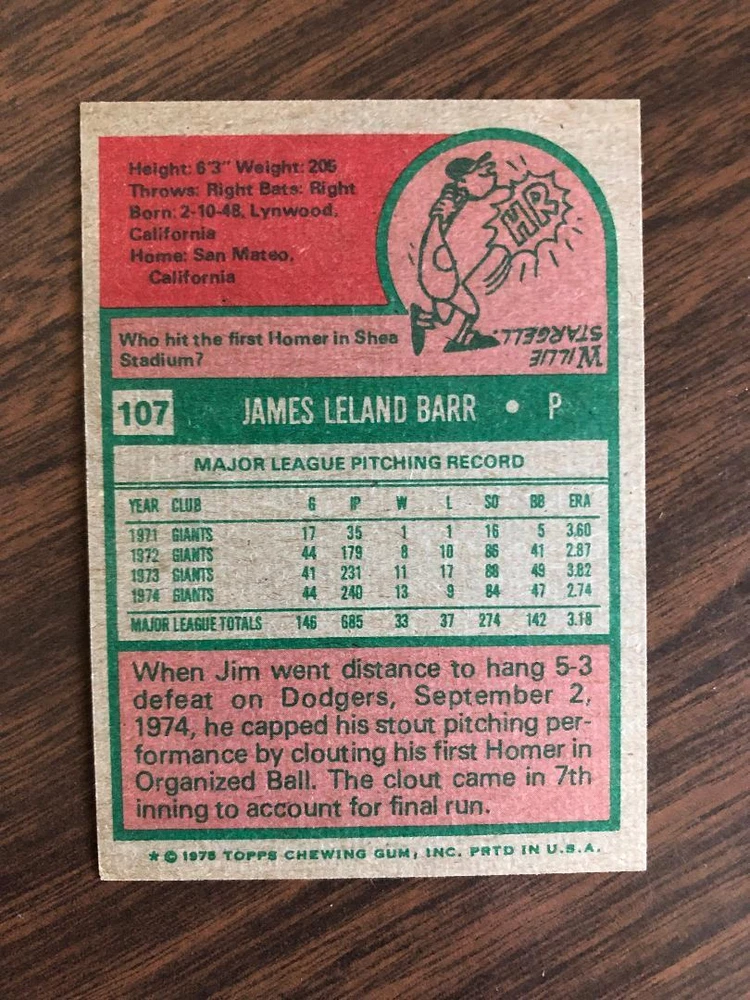 Height: 6'3" Weight: 205
Throws: Right Bats: Right
Born: 2-10-48, Lynwood,
California
Home: San Mateo,
California
HR
Who hit the first Homer in Shea
Stadium?
WILLIE
STARGELL.
107 JAMES LELAND BARR • P
MAJOR LEAGUE PITCHING RECORD
YEAR CLUB G IP W L SO BB ERA
1971 GIANTS 17 35 1 1 16 5 3.60
1972 GIANTS 44 179 8 10 86 41 2.87
1973 GIANTS 41 231 11 17 88 49 3.82
1974 GIANTS 44 240 13 9 84 47 2.74
MAJOR LEAGUE TOTALS 146 685 33 37 274 142 3.18
When Jim went distance to hang 5-3
defeat on Dodgers, September 2,
1974, he capped his stout pitching per-
formance by clouting his first Homer in
Organized Ball. The clout came in 7th
inning to account for final run.
★ © 1975 TOPPS CHEWING GUM, INC. PRTD IN U.S.A.